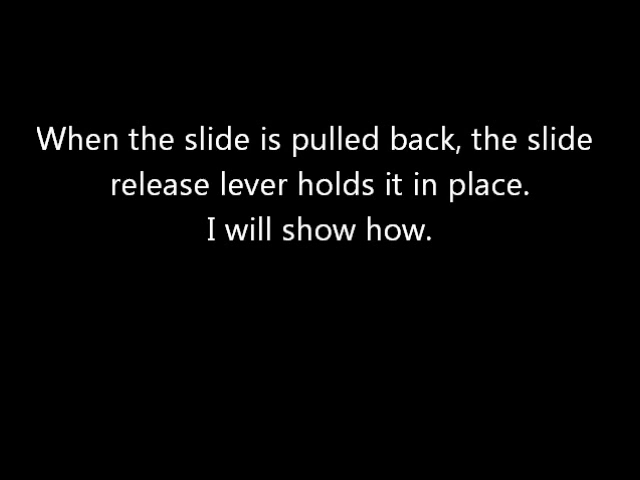 When the slide is pulled back, the slide
release lever holds it in place.
I will show how.